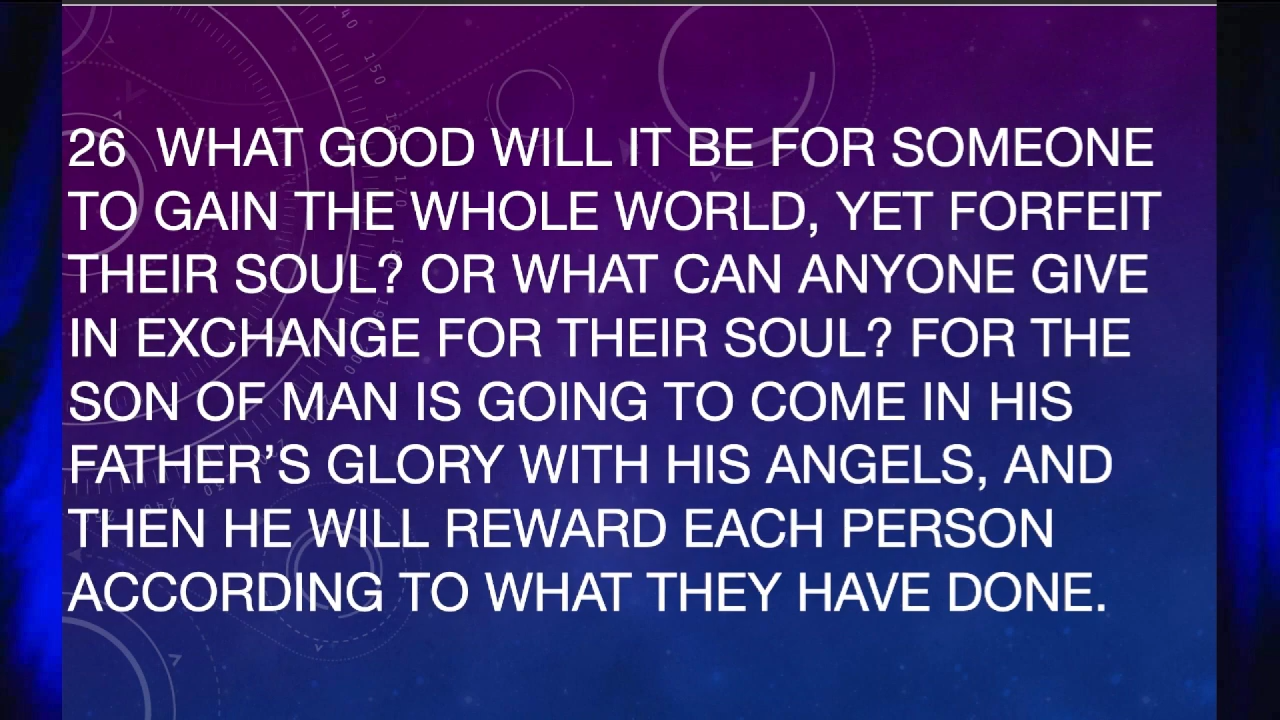 26 WHAT GOOD WILL IT BE FOR SOMEONE
TO GAIN THE WHOLE WORLD, YET FORFEIT
THEIR SOUL? OR WHAT CAN ANYONE GIVE
IN EXCHANGE FOR THEIR SOUL? FOR THE
SON OF MAN IS GOING TO COME IN HIS
FATHER’S GLORY WITH HIS ANGELS, AND
THEN HE WILL REWARD EACH PERSON
ACCORDING TO WHAT THEY HAVE DONE.